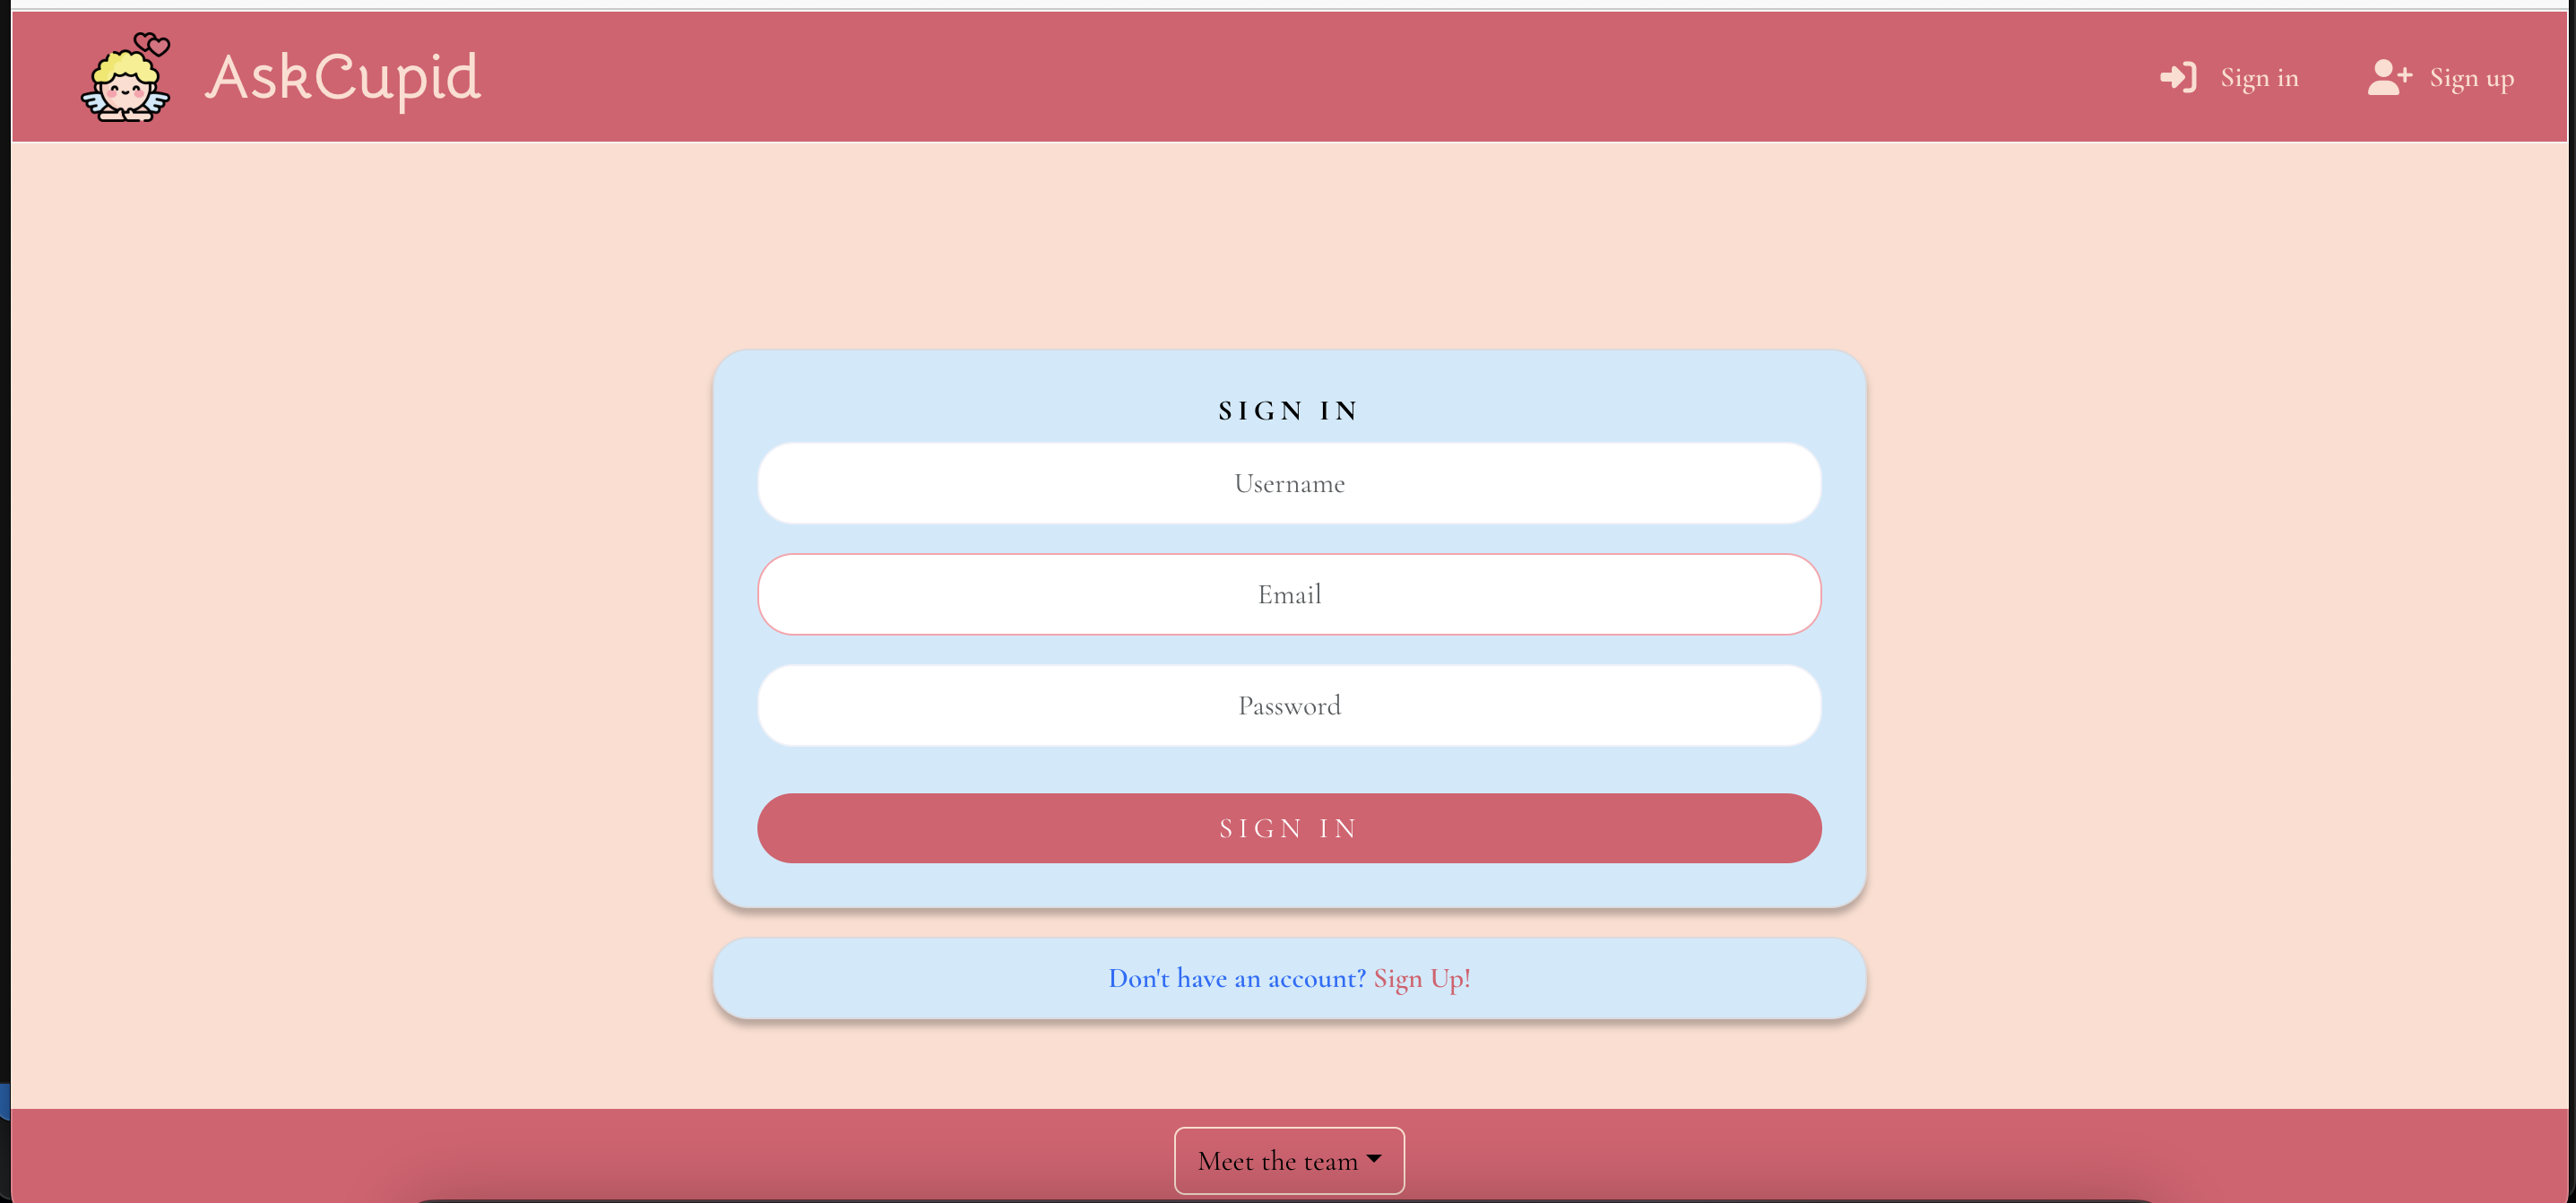 AskCupid
Sign in
Sign up
SIGN IN
Username
Email
Password
SIGN IN
Don't have an account? Sign Up!
Meet the team